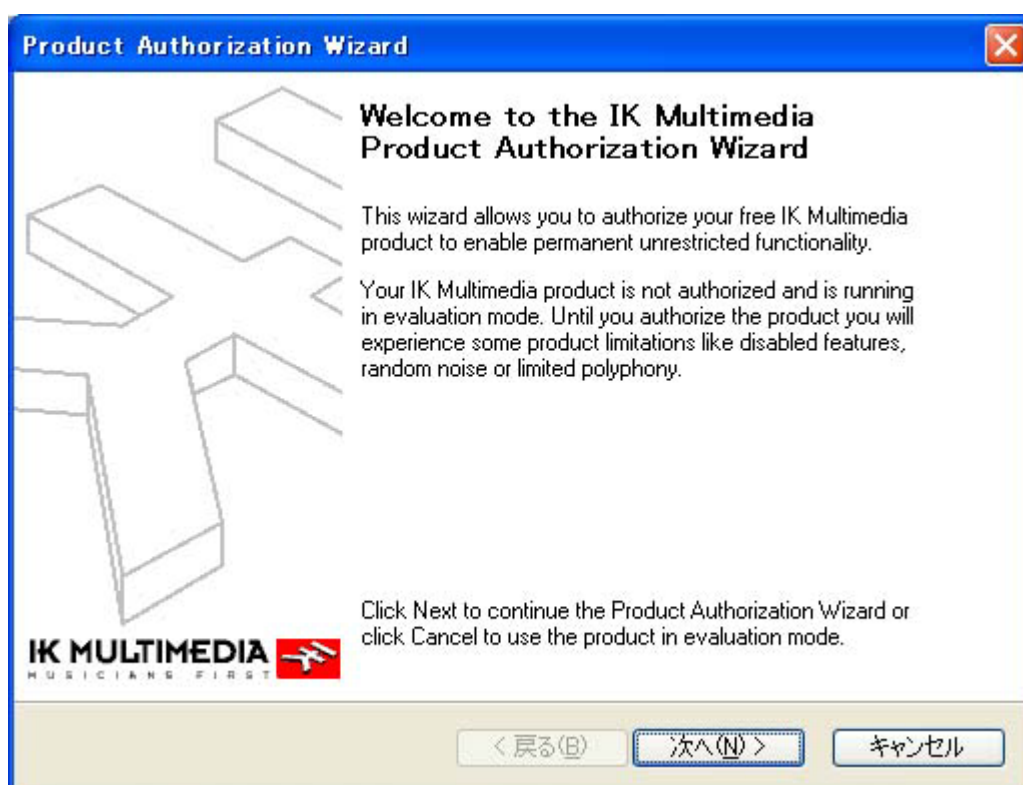 Product Authorization Wizard
Welcome to the IK Multimedia
Product Authorization Wizard
This wizard allows you to authorize your free IK Multimedia
product to enable permanent unrestricted functionality.
Your IK Multimedia product is not authorized and is running
in evaluation mode. Until you authorize the product you will
experience some product limitations like disabled features,
random noise or limited polyphony.
Click Next to continue the Product Authorization Wizard or
click Cancel to use the product in evaluation mode.
IK MULTIMEDIA
MUSICIANS FIRST
< 戻る(B)
次へ(N) >
キャンセル